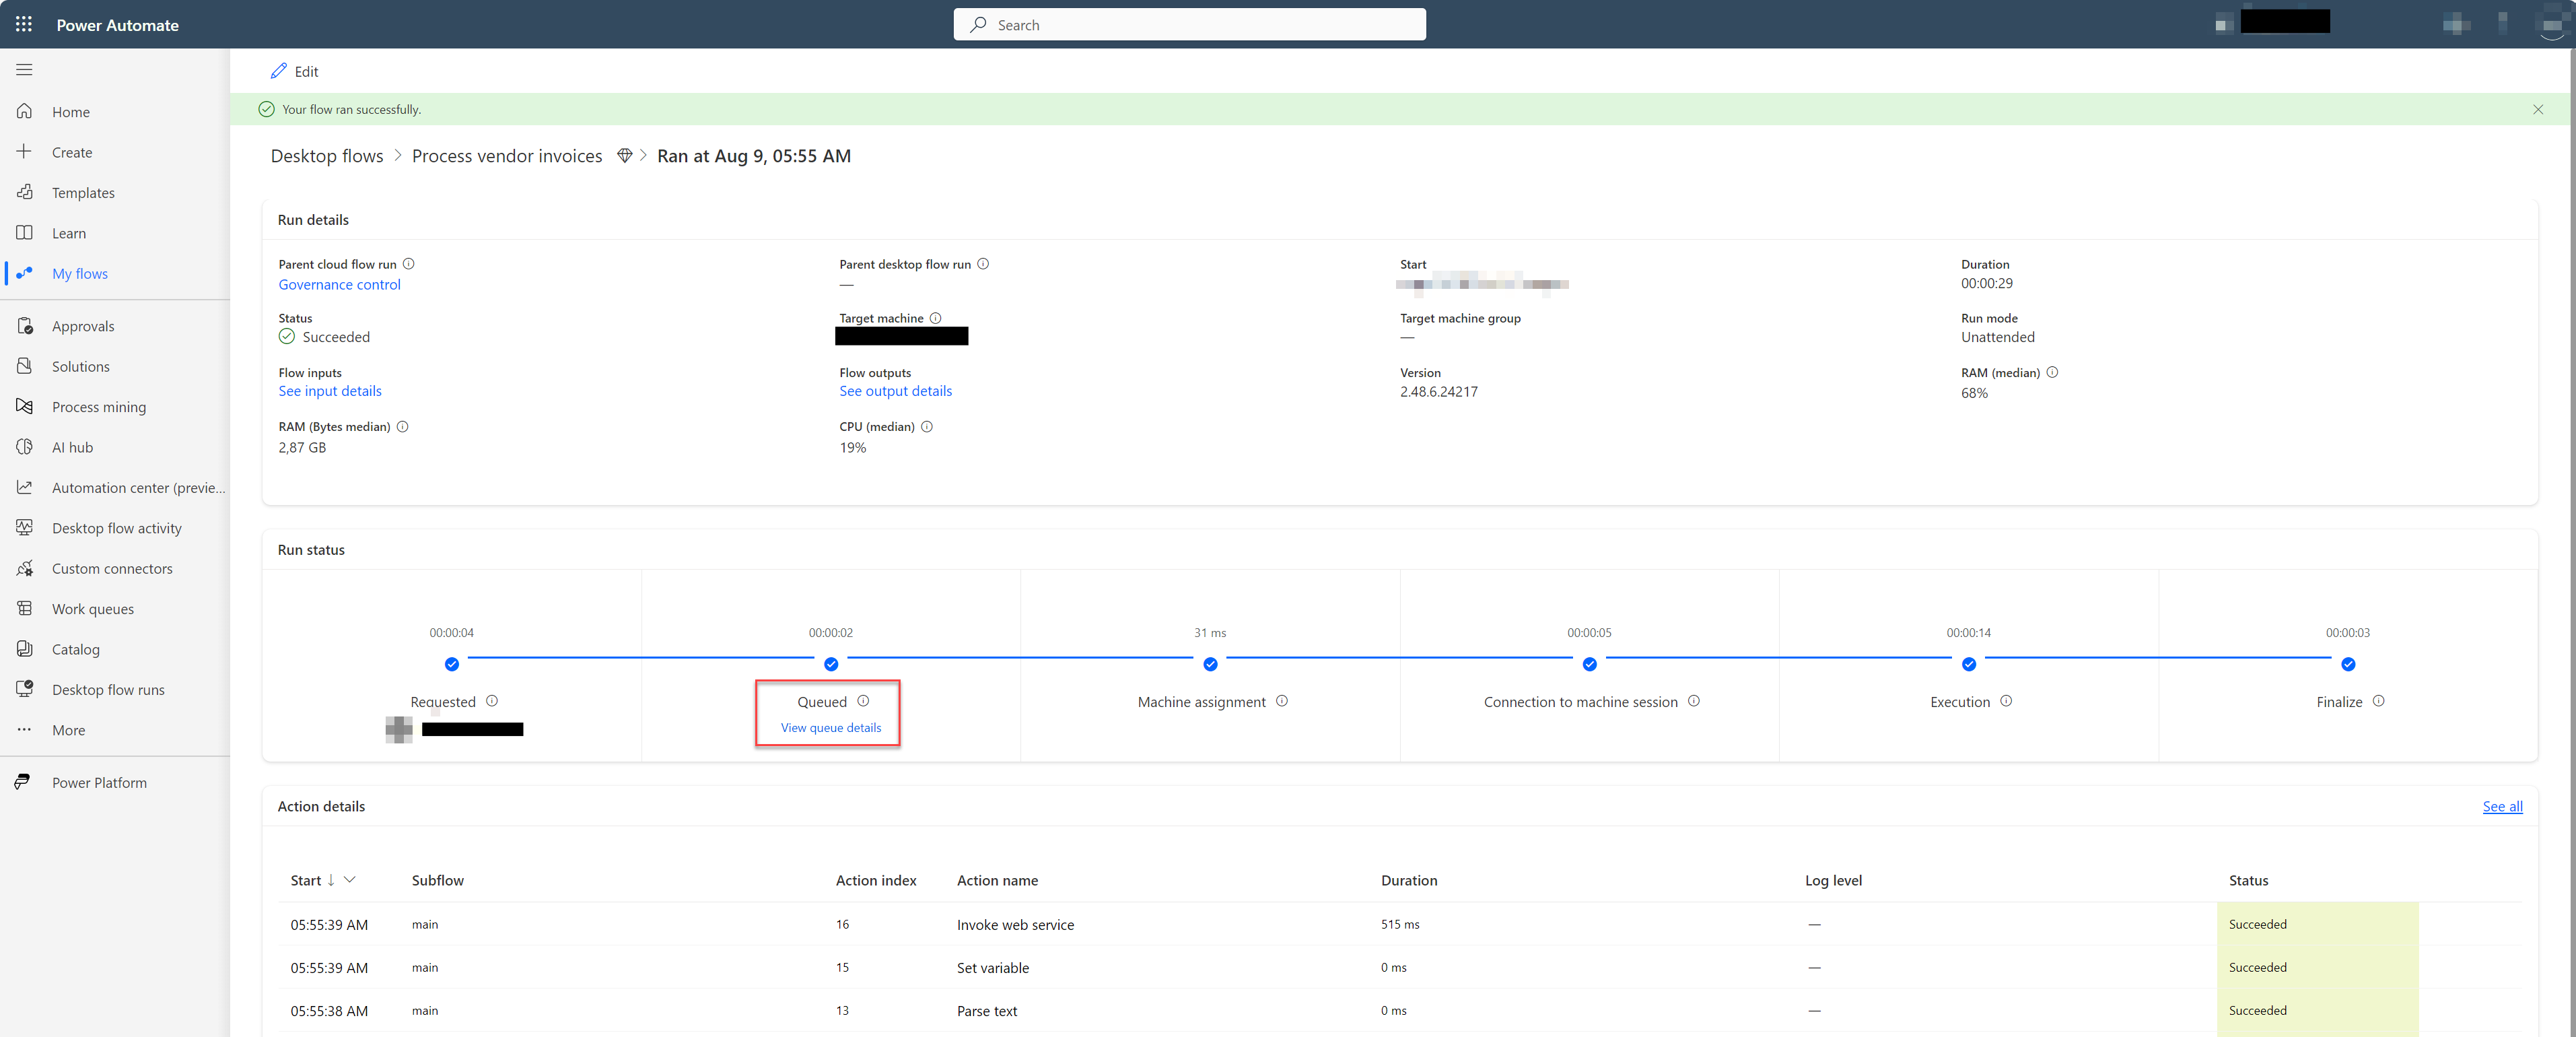 Power Automate
Search
Edit
Your flow ran successfully.
Home
Create
Templates
Learn
My flows
Approvals
Solutions
Process mining
AI hub
Automation center (previe...
Desktop flow activity
Custom connectors
Work queues
Catalog
Desktop flow runs
More
Power Platform
Desktop flows > Process vendor invoices > Ran at Aug 9, 05:55 AM
Run details
Parent cloud flow run
Governance control
Parent desktop flow run
—
Start
Duration
00:00:29
Status
Succeeded
Target machine
Target machine group
—
Run mode
Unattended
Flow inputs
See input details
Flow outputs
See output details
Version
2.48.6.24217
RAM (median)
68%
RAM (Bytes median)
2,87 GB
CPU (median)
19%
Run status
00:00:04
Requested
00:00:02
Queued
View queue details
31 ms
Machine assignment
00:00:05
Connection to machine session
00:00:14
Execution
00:00:03
Finalize
Action details See all
Start Subflow Action index Action name Duration Log level Status
05:55:39 AM main 16 Invoke web service 515 ms — Succeeded
05:55:39 AM main 15 Set variable 0 ms — Succeeded
05:55:38 AM main 13 Parse text 0 ms — Succeeded